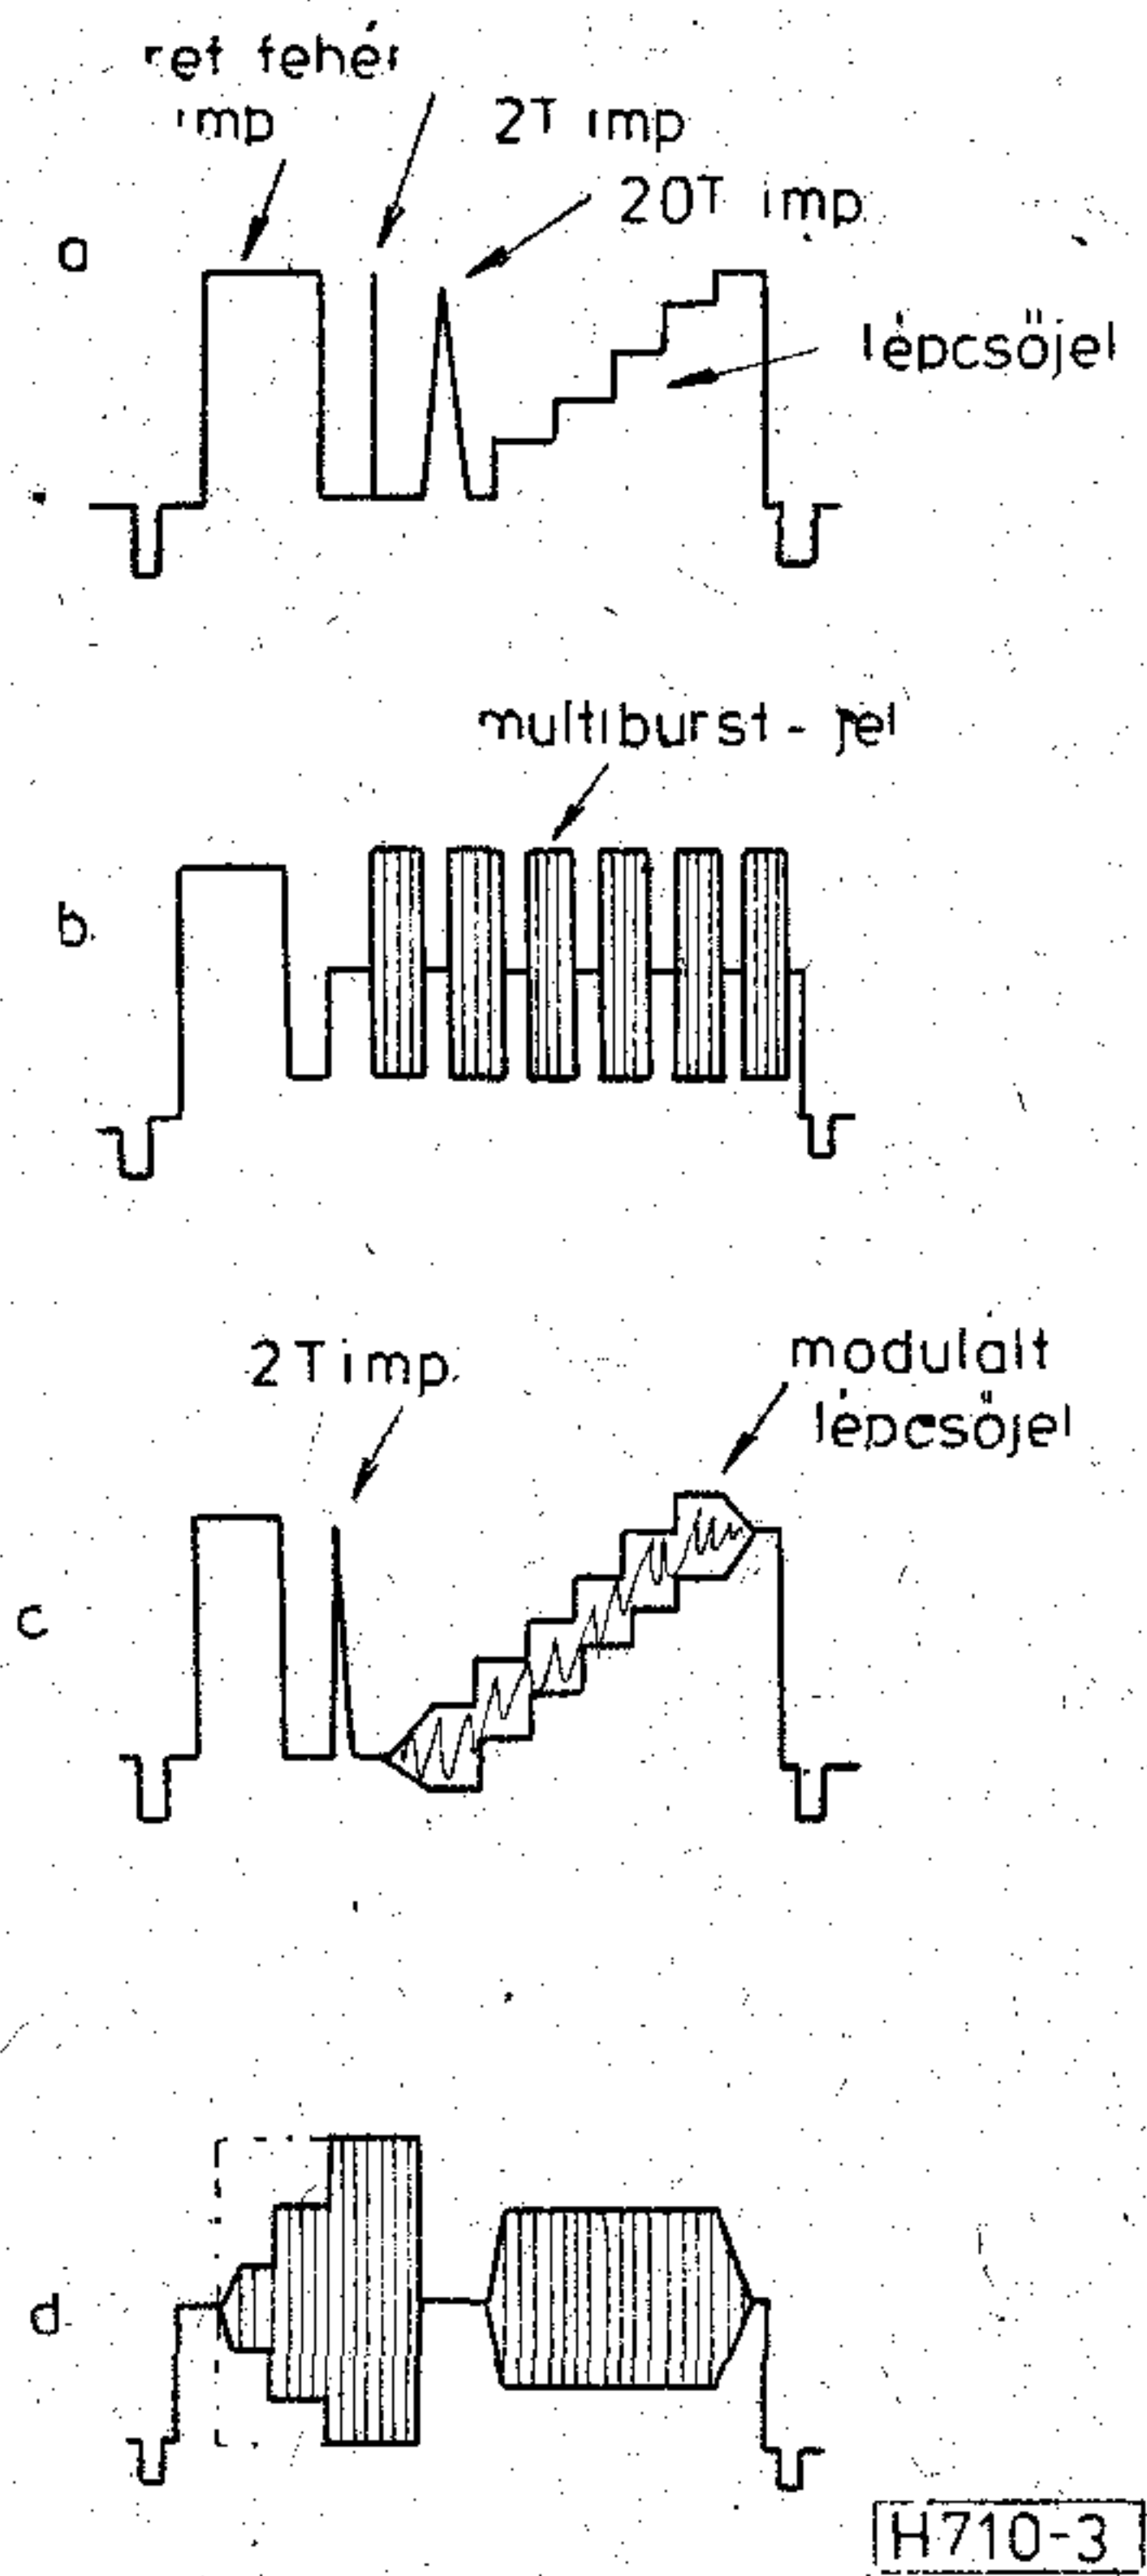 ref fehér
imp
2T imp
20T imp
a
lépcsőjel
multiburst-jel
b.
2T imp.
modulált
lépcsőjel
c
d.
H710-3